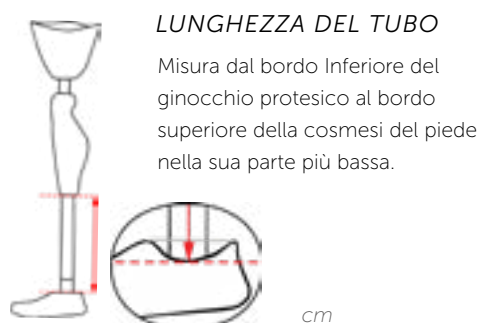 LUNGHEZZA DEL TUBO
Misura dal bordo Inferiore del
ginocchio protesico al bordo
superiore della cosmesi del piede
nella sua parte più bassa.
cm